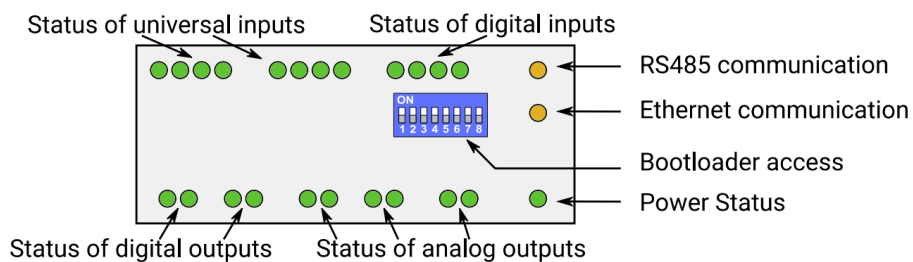 Status of universal inputs
Status of digital inputs
RS485 communication
ON
1 2 3 4 5 6 7 8
Ethernet communication
Bootloader access
Power Status
Status of digital outputs
Status of analog outputs